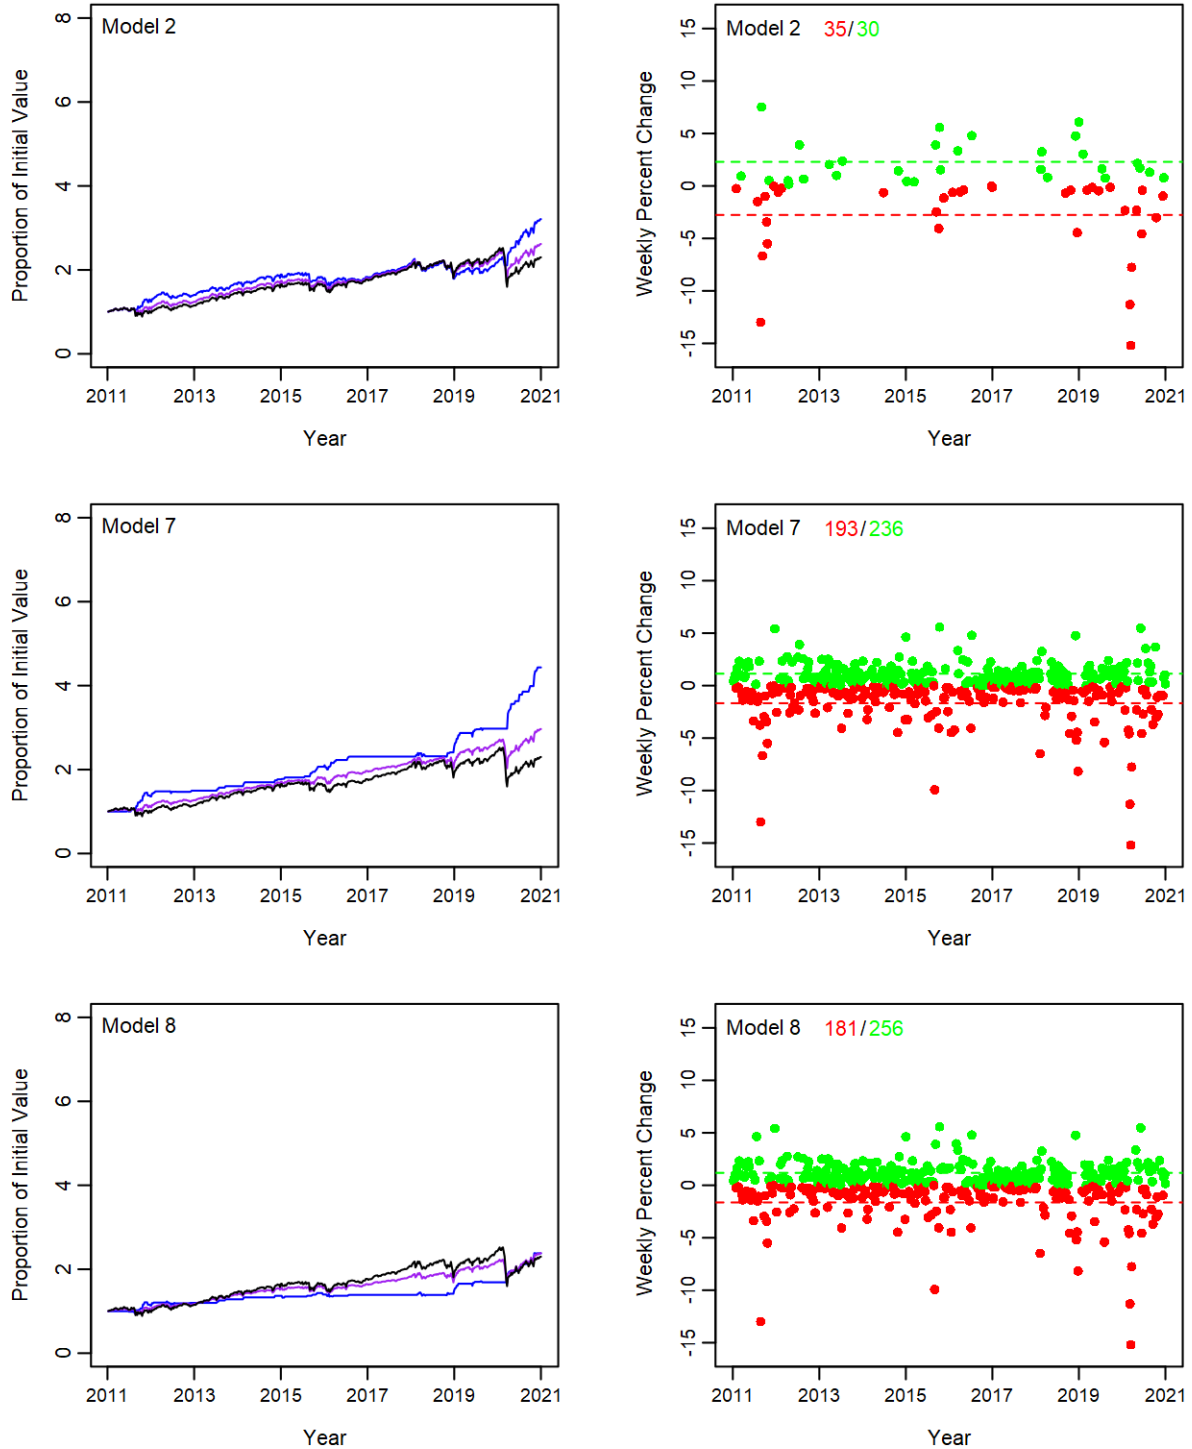 Model 2
Proportion of Initial Value
8
6
4
2
0
2011 2013 2015 2017 2019 2021
Year
Model 2 35/30
Weekly Percent Change
15
10
5
0
-5
-10
-15
2011 2013 2015 2017 2019 2021
Year
Model 7
Proportion of Initial Value
8
6
4
2
0
2011 2013 2015 2017 2019 2021
Year
Model 7 193/236
Weekly Percent Change
15
10
5
0
-5
-10
-15
2011 2013 2015 2017 2019 2021
Year
Model 8
Proportion of Initial Value
8
6
4
2
0
2011 2013 2015 2017 2019 2021
Year
Model 8 181/256
Weekly Percent Change
15
10
5
0
-5
-10
-15
2011 2013 2015 2017 2019 2021
Year